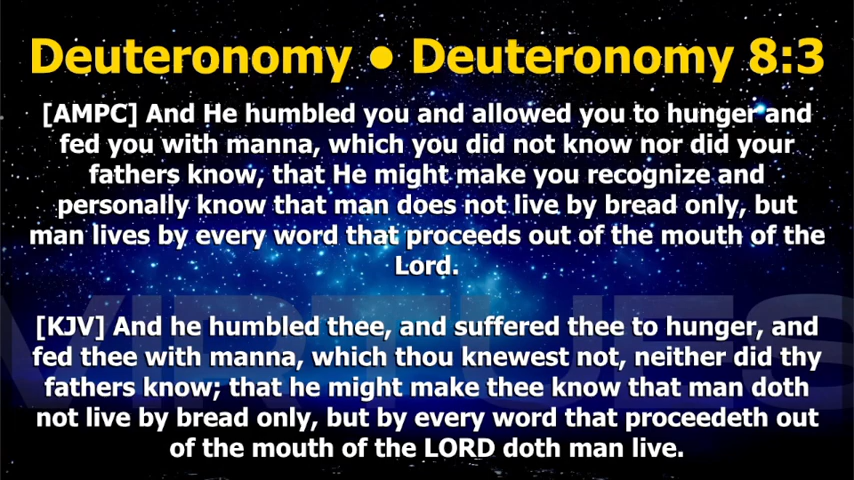 Deuteronomy • Deuteronomy 8:3
[AMPC] And He humbled you and allowed you to hunger and
fed you with manna, which you did not know nor did your
fathers know, that He might make you recognize and
personally know that man does not live by bread only, but
man lives by every word that proceeds out of the mouth of the
Lord.
VIRTUES
[KJV] And he humbled thee, and suffered thee to hunger, and
fed thee with manna, which thou knewest not, neither did thy
fathers know; that he might make thee know that man doth
not live by bread only, but by every word that proceedeth out
of the mouth of the LORD doth man live.